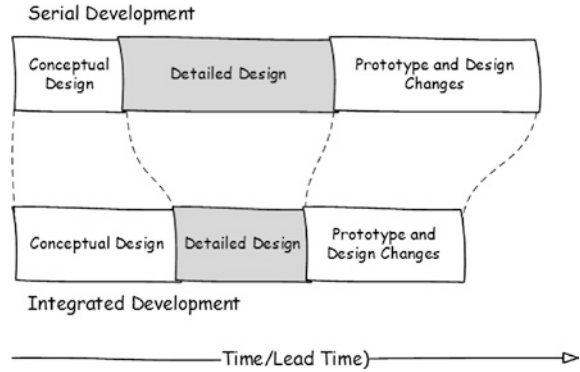 Serial Development
Conceptual
Design
Detailed Design
Prototype and Design
Changes
Conceptual Design
Detailed Design
Prototype and
Design Changes
Integrated Development
Time/Lead Time)